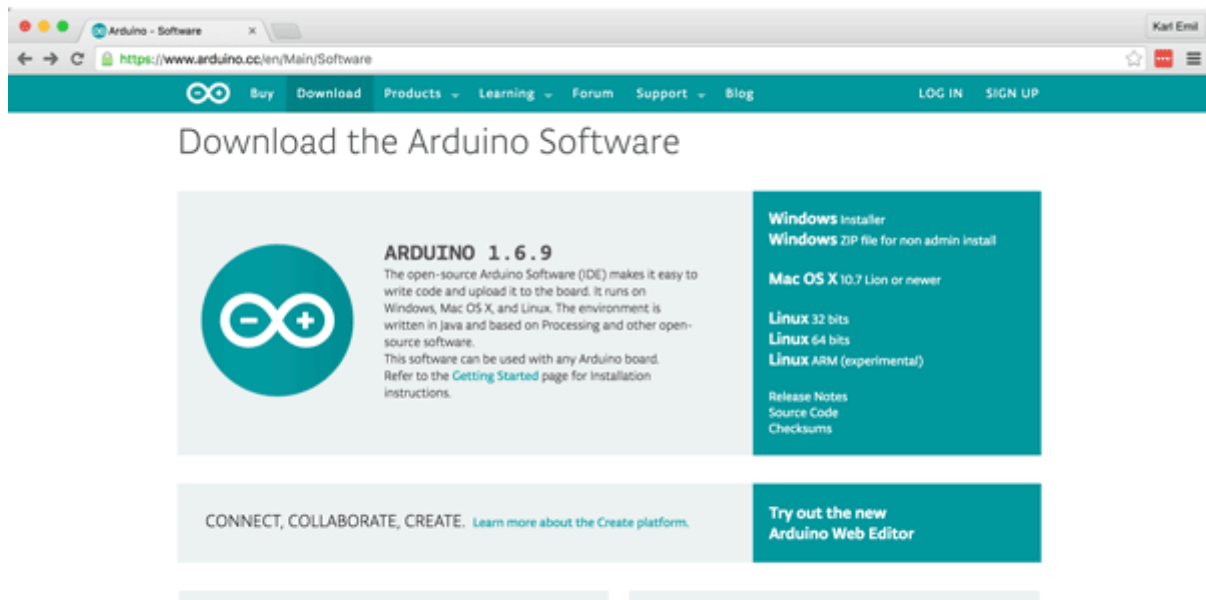 Arduino - Software
Karl Emil
https://www.arduino.cc/en/Main/Software
Buy Download Products Learning Forum Support Blog LOG IN SIGN UP
Download the Arduino Software
ARDUINO 1.6.9
The open-source Arduino Software (IDE) makes it easy to
write code and upload it to the board. It runs on
Windows, Mac OS X, and Linux. The environment is
written in Java and based on Processing and other open-
source software.
This software can be used with any Arduino board.
Refer to the Getting Started page for Installation
instructions.
Windows Installer
Windows ZIP file for non admin install
Mac OS X 10.7 Lion or newer
Linux 32 bits
Linux 64 bits
Linux ARM (experimental)
Release Notes
Source Code
Checksums
CONNECT, COLLABORATE, CREATE. Learn more about the Create platform.
Try out the new
Arduino Web Editor